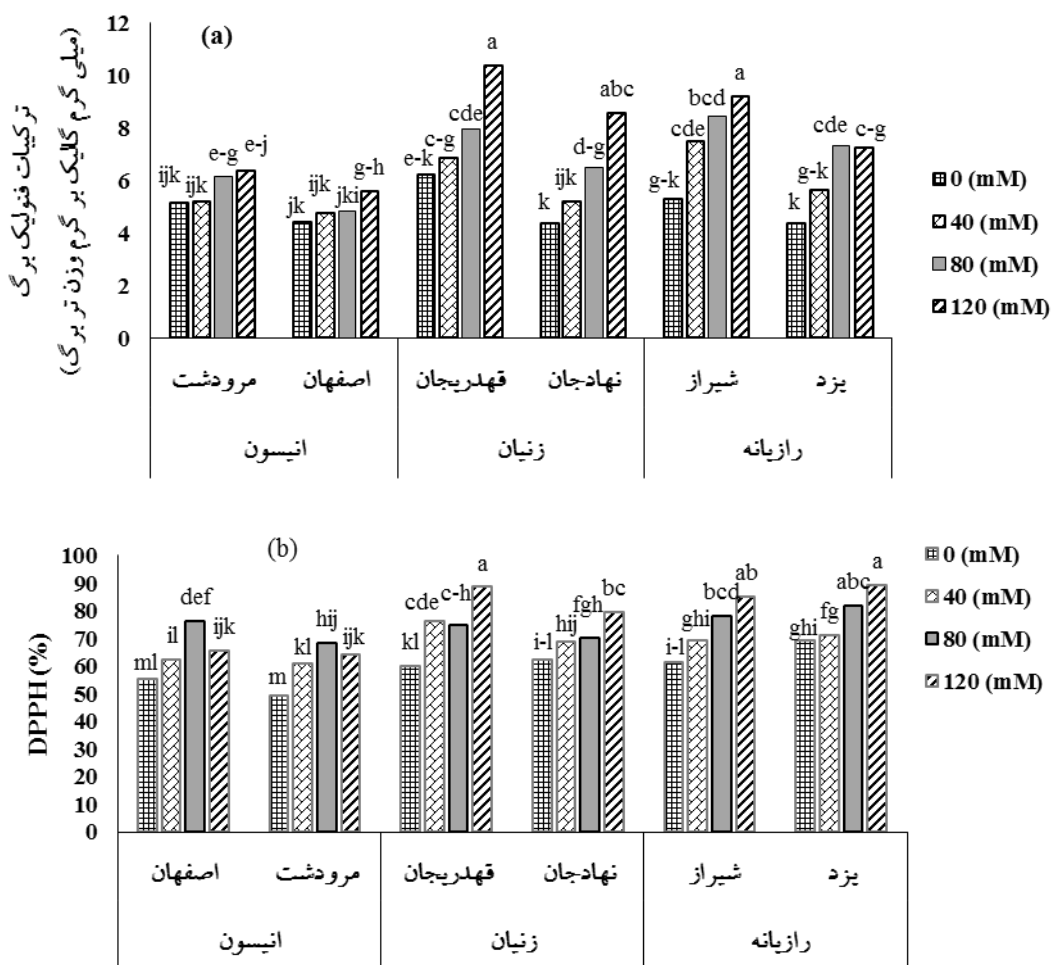 (a)
ترکیبات فنولیک برگ
(میلی گرم گالیک بر گرم وزن تر برگ)
12
10
8
6
4
2
0
ijk ijk e-g e-j
jk ijk jki g-h
e-k c-g cde a
k ijk d-g abc
g-k cde bcd a
k g-k cde c-g
0 (mM)
40 (mM)
80 (mM)
120 (mM)
مرودشت اصفهان قهدریجان نهادجان شیراز یزد
انیسون زنیان رازیانه
(b)
DPPH (%)
100
90
80
70
60
50
40
30
20
10
0
ml il def ijk
m kl hij ijk
kl cde c-h a
i-l hij fgh bc
i-l ghi bcd ab
ghi fg abc a
0 (mM)
40 (mM)
80 (mM)
120 (mM)
اصفهان مرودشت قهدریجان نهادجان شیراز یزد
انیسون زنیان رازیانه